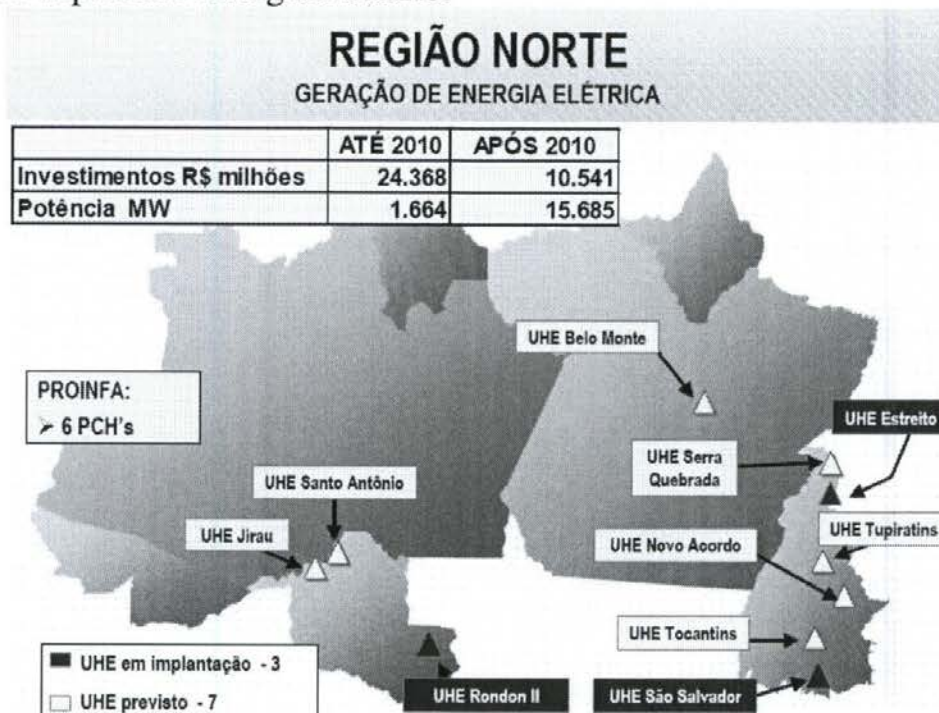 REGIÃO NORTE
GERAÇÃO DE ENERGIA ELÉTRICA
ATÉ 2010 APÓS 2010
Investimentos R$ milhões 24.368 10.541
Potência MW 1.664 15.685
UHE Belo Monte
PROINFA:
➢ 6 PCH's
UHE Estreito
UHE Serra
Quebrada
UHE Santo Antônio
UHE Jirau
UHE Tupiratins
UHE Novo Acordo
UHE Tocantins
UHE em implantação - 3
UHE previsto - 7
UHE Rondon II
UHE São Salvador